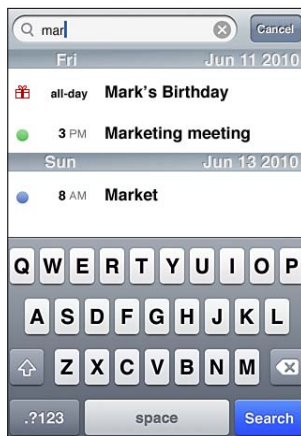 mar Cancel
Fri Jun 11 2010
all-day Mark's Birthday
3 PM Marketing meeting
Sun Jun 13 2010
8 AM Market
Q W E R T Y U I O P
A S D F G H J K L
Z X C V B N M
.?123 space Search